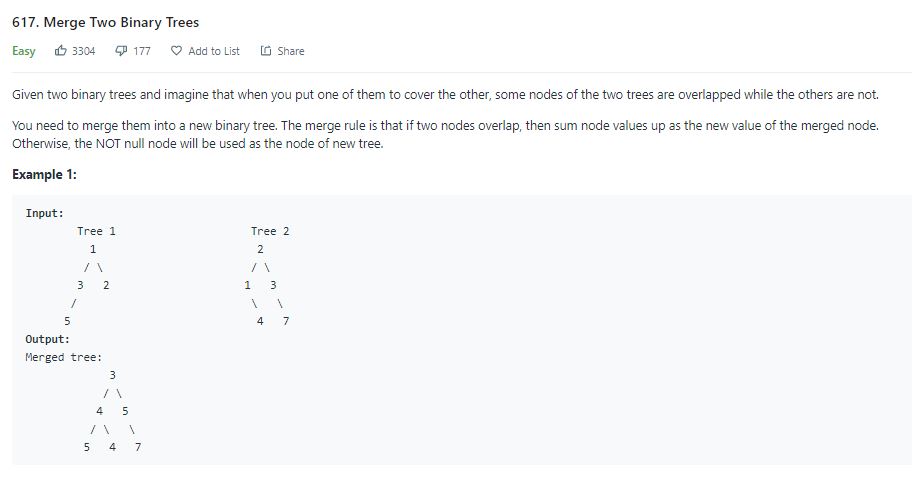 617. Merge Two Binary Trees
Easy 3304 177 Add to List Share
Given two binary trees and imagine that when you put one of them to cover the other, some nodes of the two trees are overlapped while the others are not.
You need to merge them into a new binary tree. The merge rule is that if two nodes overlap, then sum node values up as the new value of the merged node.
Otherwise, the NOT null node will be used as the node of new tree.
Example 1:
Input:
Tree 1 Tree 2
1 2
/ \ / \
3 2 1 3
/ \ \
5 4 7
Output:
Merged tree:
3
/ \
4 5
/ \ \
5 4 7